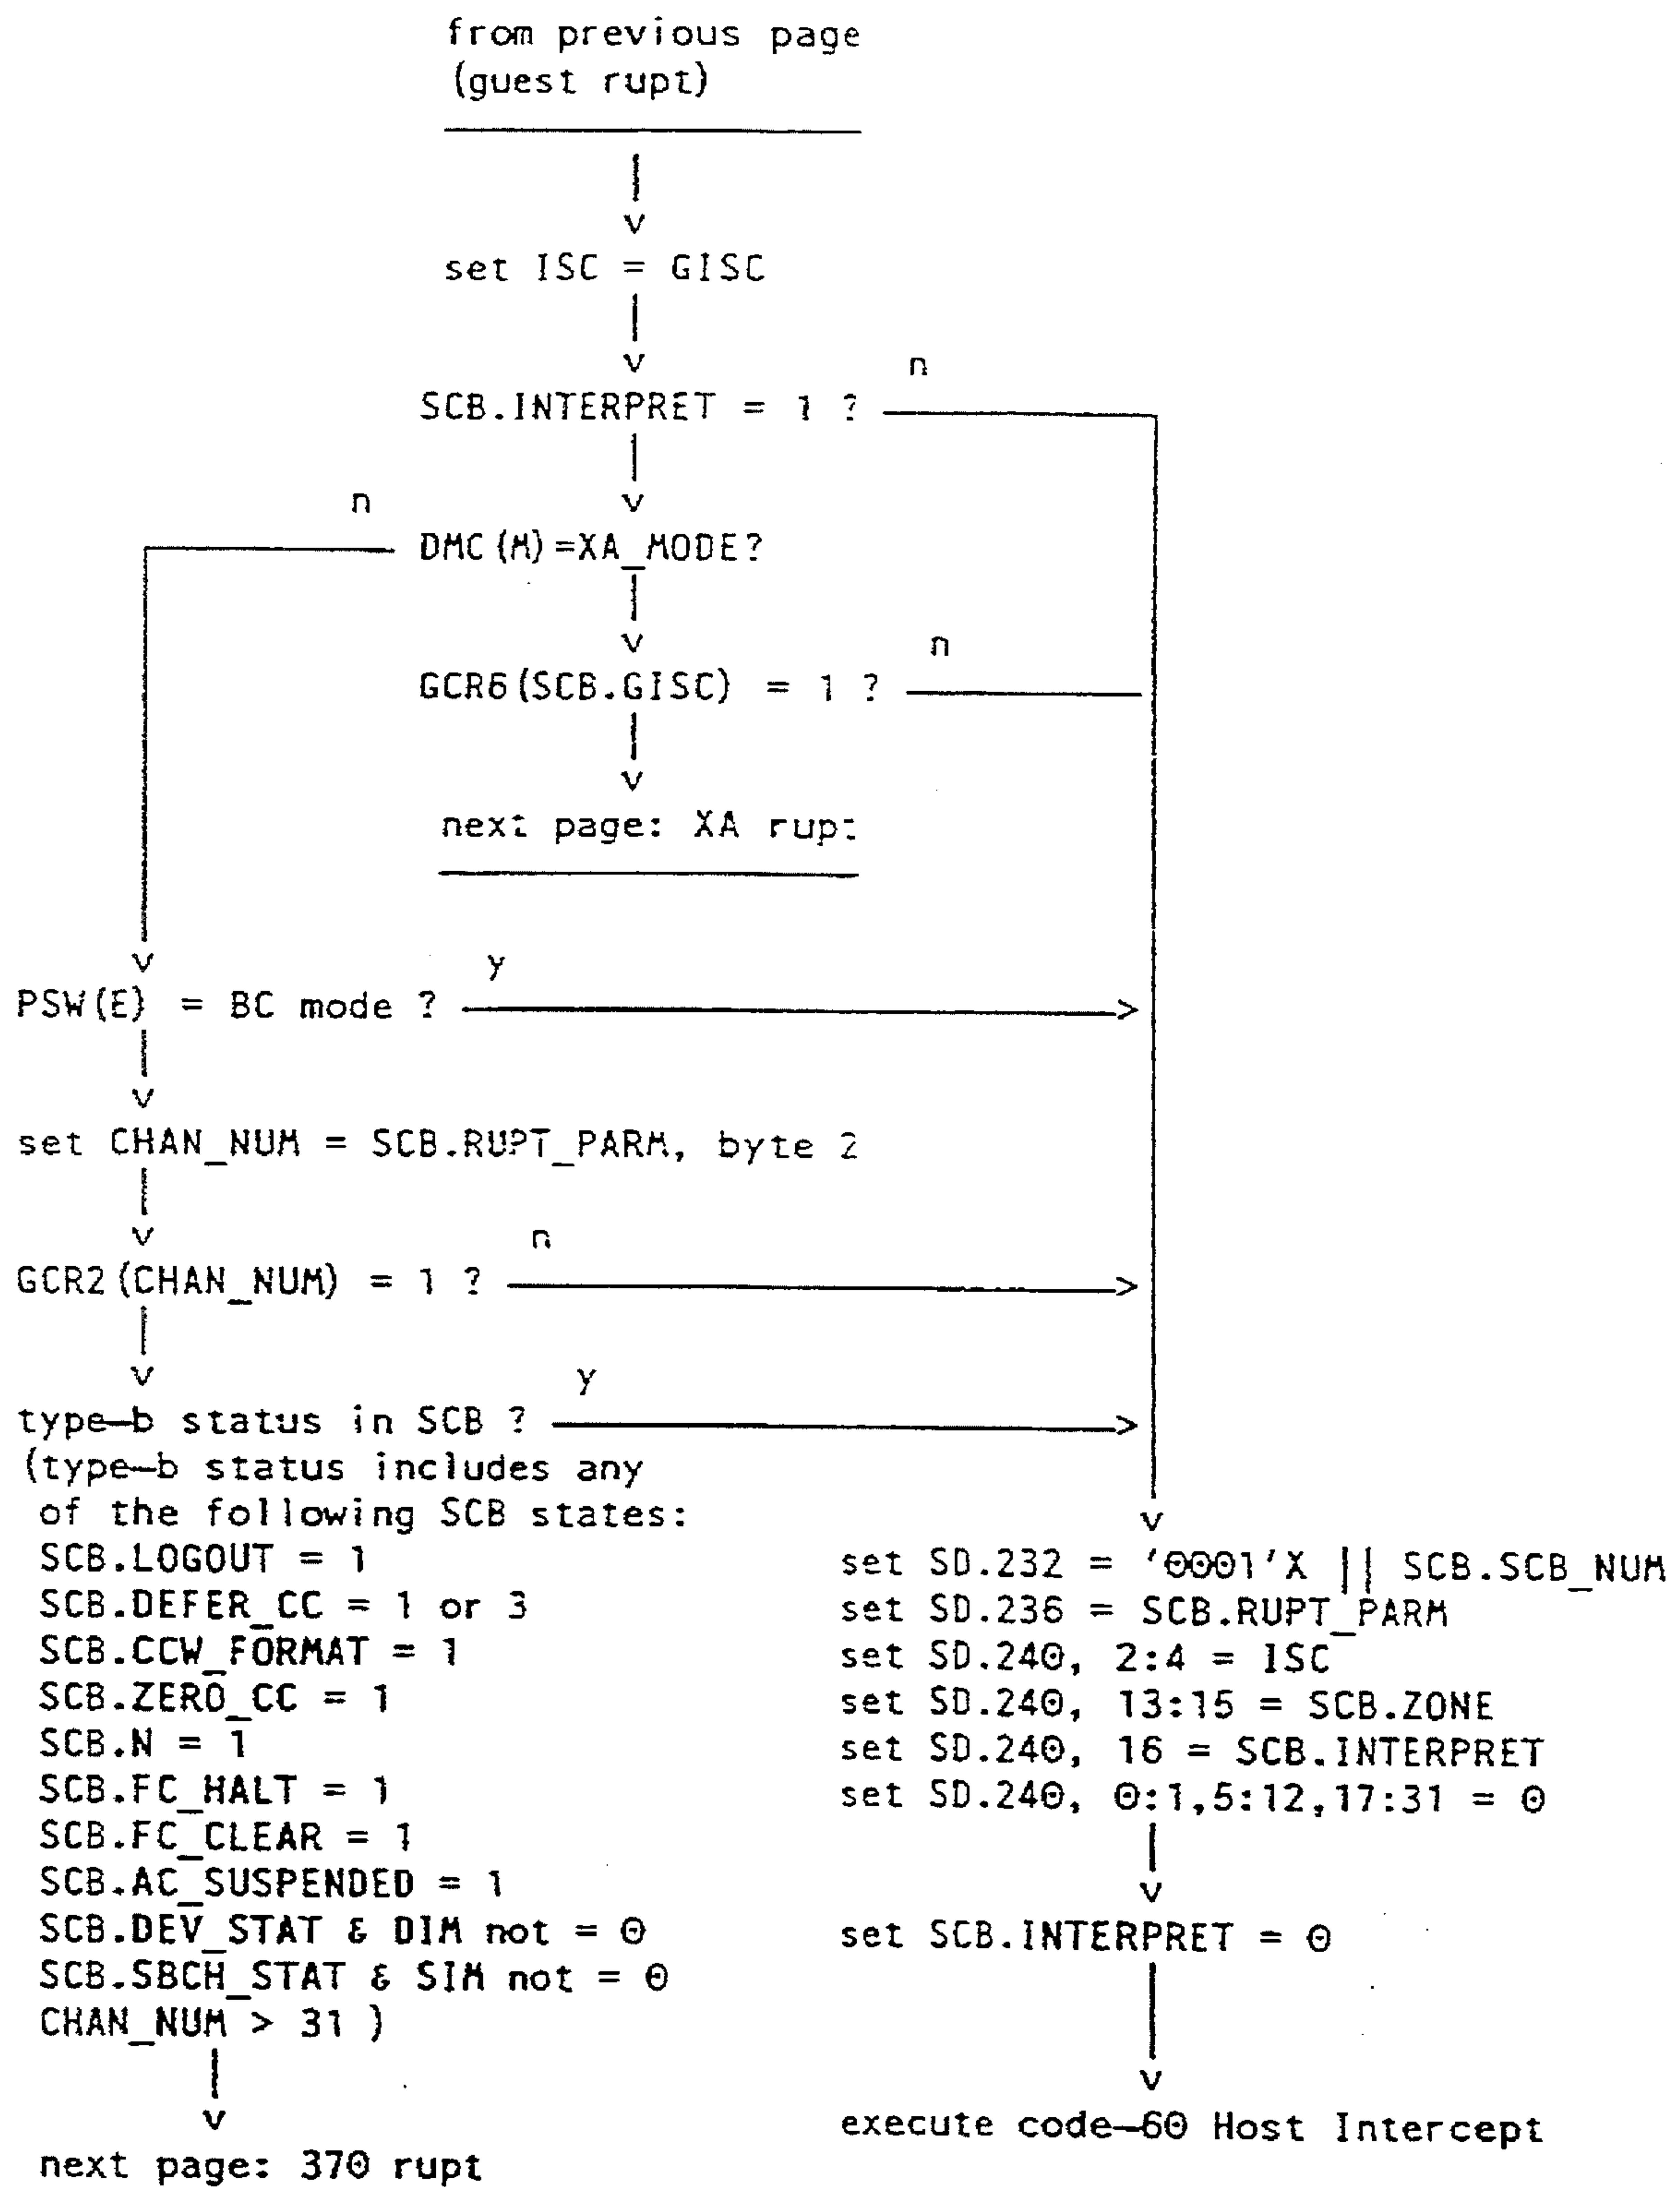 from previous page
(guest rupt)
set ISC = GISC
n
SCB.INTERPRET = 1 ?
n
DMC(M)=XA_MODE?
n
GCR6(SCB.GISC) = 1 ?
next page: XA rupt
y
PSW(E) = BC mode ?
set CHAN_NUM = SCB.RUPT_PARM, byte 2
n
GCR2(CHAN_NUM) = 1 ?
y
type-b status in SCB ?
(type-b status includes any
of the following SCB states:
SCB.LOGOUT = 1
SCB.DEFER_CC = 1 or 3
SCB.CCW_FORMAT = 1
SCB.ZERO_CC = 1
SCB.N = 1
SCB.FC_HALT = 1
SCB.FC_CLEAR = 1
SCB.AC_SUSPENDED = 1
SCB.DEV_STAT & DIM not = 0
SCB.SBCH_STAT & SIM not = 0
CHAN_NUM > 31 )
next page: 370 rupt
set SD.232 = '0001'X || SCB.SCB_NUM
set SD.236 = SCB.RUPT_PARM
set SD.240, 2:4 = ISC
set SD.240, 13:15 = SCB.ZONE
set SD.240, 16 = SCB.INTERPRET
set SD.240, 0:1,5:12,17:31 = 0
set SCB.INTERPRET = 0
execute code-60 Host Intercept